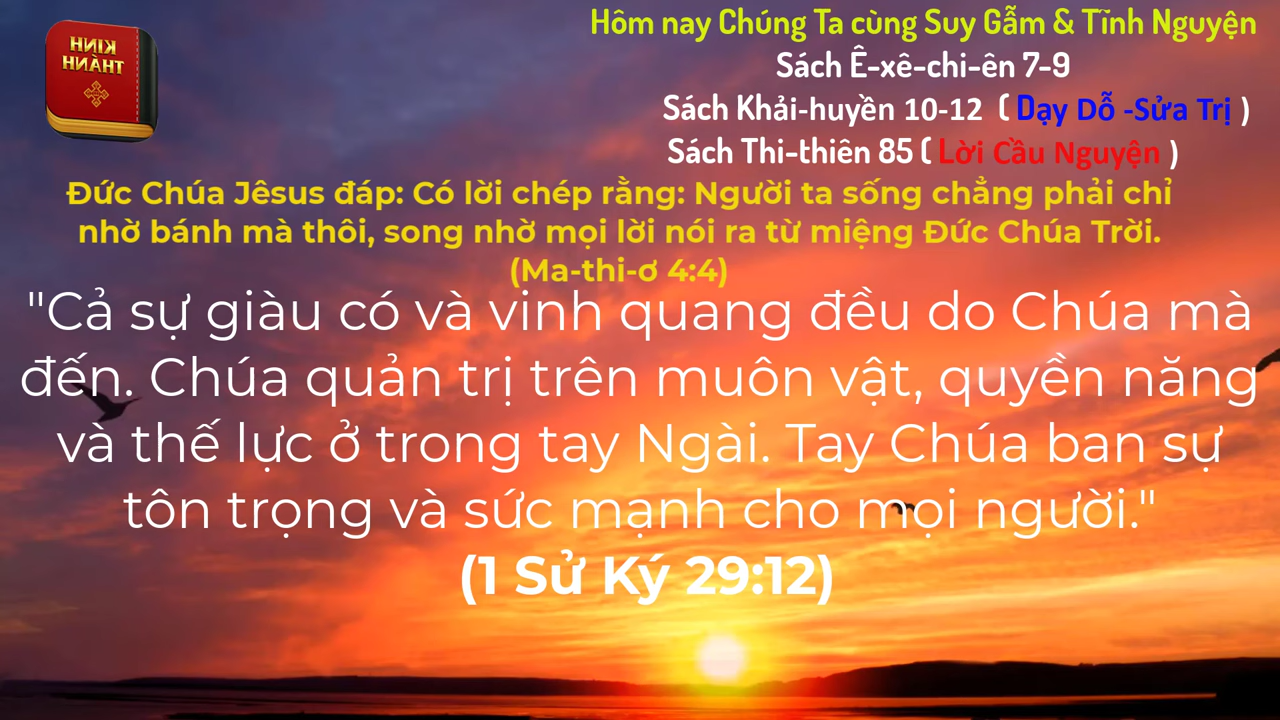 KINH
THÁNH
Hôm nay Chúng Ta cùng Suy Gẫm & Tĩnh Nguyện
Sách Ê-xê-chi-ên 7-9
Sách Khải-huyền 10-12 ( Dạy Dỗ -Sửa Trị )
Sách Thi-thiên 85 ( Lời Cầu Nguyện )
Đức Chúa Jêsus đáp: Có lời chép rằng: Người ta sống chẳng phải chỉ
nhờ bánh mà thôi, song nhờ mọi lời nói ra từ miệng Đức Chúa Trời.
(Ma-thi-ơ 4:4)
"Cả sự giàu có và vinh quang đều do Chúa mà
đến. Chúa quản trị trên muôn vật, quyền năng
và thế lực ở trong tay Ngài. Tay Chúa ban sự
tôn trọng và sức mạnh cho mọi người."
(1 Sử Ký 29:12)